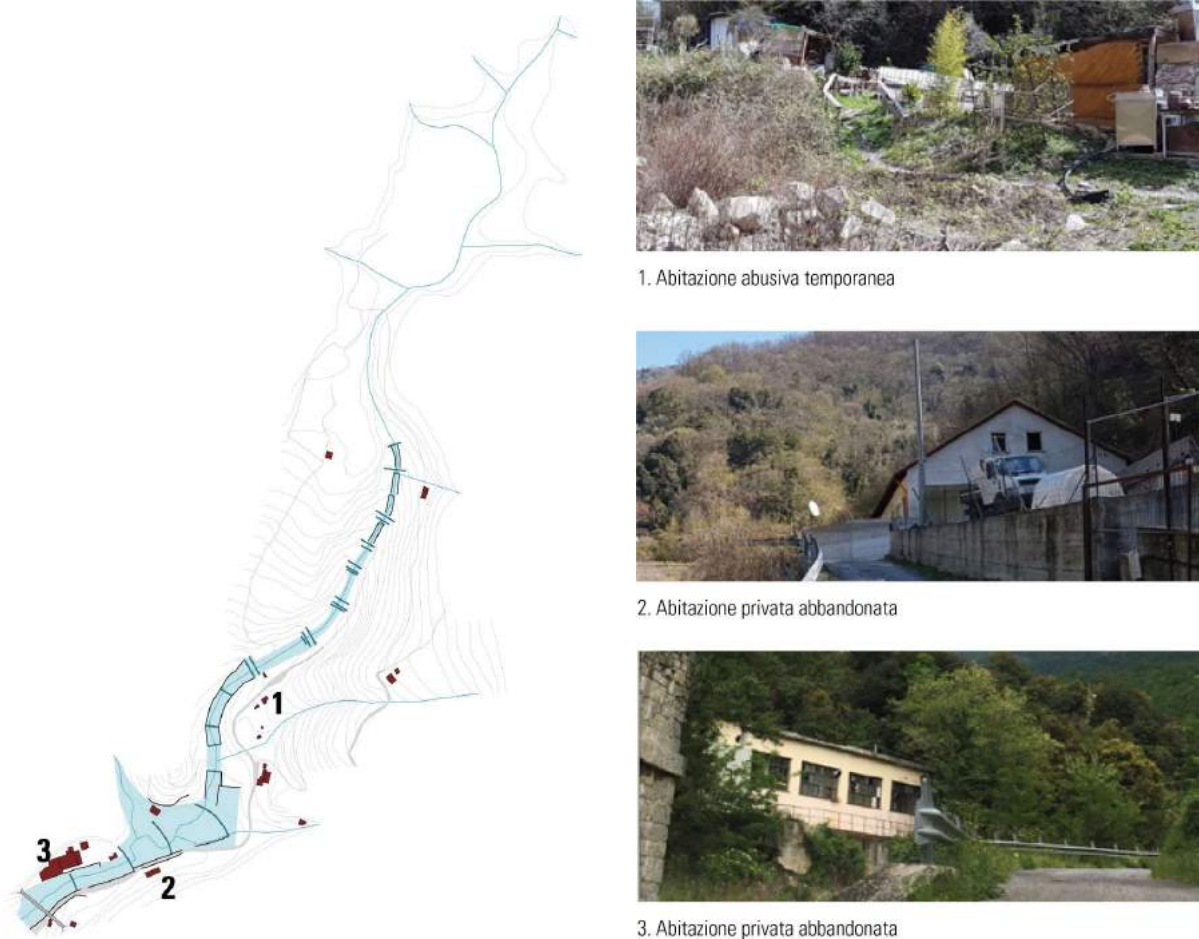 1. Abitazione abusiva temporanea
2. Abitazione privata abbandonata
3. Abitazione privata abbandonata
1
3
2